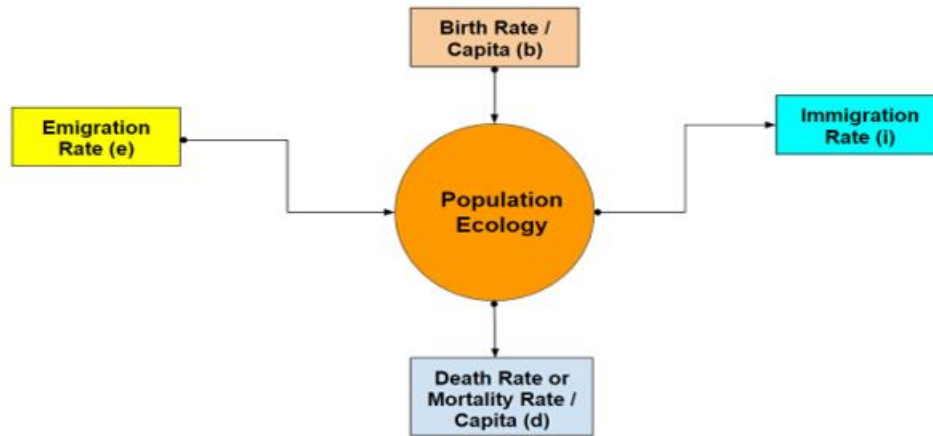 Birth Rate /
Capita (b)
Emigration
Rate (e)
Immigration
Rate (i)
Population
Ecology
Death Rate or
Mortality Rate /
Capita (d)